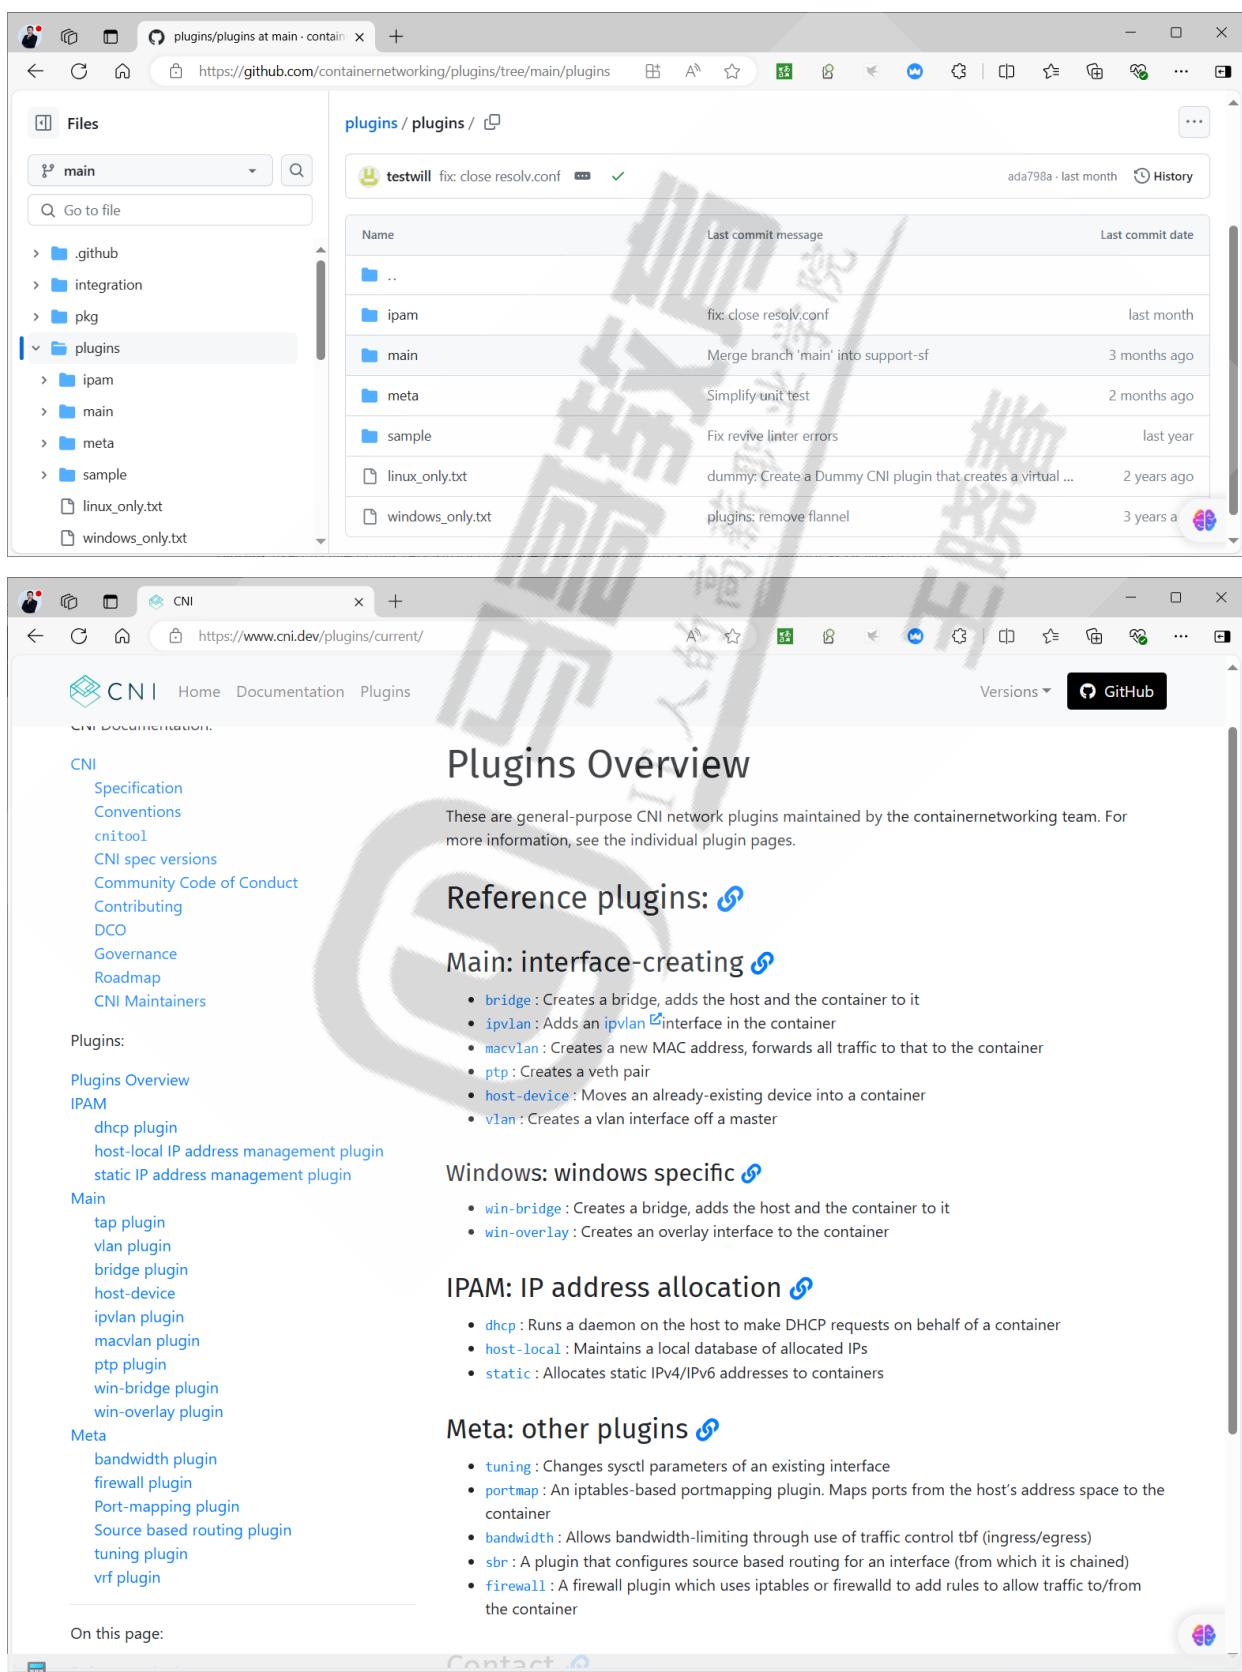 plugins/plugins at main · contain
https://github.com/containernetworking/plugins/tree/main/plugins
Files
main
Go to file
.github
integration
pkg
plugins
ipam
main
meta
sample
linux_only.txt
windows_only.txt
plugins / plugins /
testwill fix: close resolv.conf
ada798a · last month
History
Name Last commit message Last commit date
..
ipam fix: close resolv.conf last month
main Merge branch 'main' into support-sf 3 months ago
meta Simplify unit test 2 months ago
sample Fix revive linter errors last year
linux_only.txt dummy: Create a Dummy CNI plugin that creates a virtual ... 2 years ago
windows_only.txt plugins: remove flannel 3 years a
CNI
https://www.cni.dev/plugins/current/
CNI Home Documentation Plugins Versions GitHub
CNI Documentation:
CNI
Specification
Conventions
cnitool
CNI spec versions
Community Code of Conduct
Contributing
DCO
Governance
Roadmap
CNI Maintainers
Plugins:
Plugins Overview
IPAM
dhcp plugin
host-local IP address management plugin
static IP address management plugin
Main
tap plugin
vlan plugin
bridge plugin
host-device
ipvlan plugin
macvlan plugin
ptp plugin
win-bridge plugin
win-overlay plugin
Meta
bandwidth plugin
firewall plugin
Port-mapping plugin
Source based routing plugin
tuning plugin
vrf plugin
On this page:
Plugins Overview
These are general-purpose CNI network plugins maintained by the containernetworking team. For
more information, see the individual plugin pages.
Reference plugins:
Main: interface-creating
bridge : Creates a bridge, adds the host and the container to it
ipvlan : Adds an ipvlan interface in the container
macvlan : Creates a new MAC address, forwards all traffic to that to the container
ptp : Creates a veth pair
host-device : Moves an already-existing device into a container
vlan : Creates a vlan interface off a master
Windows: windows specific
win-bridge : Creates a bridge, adds the host and the container to it
win-overlay : Creates an overlay interface to the container
IPAM: IP address allocation
dhcp : Runs a daemon on the host to make DHCP requests on behalf of a container
host-local : Maintains a local database of allocated IPs
static : Allocates static IPv4/IPv6 addresses to containers
Meta: other plugins
tuning : Changes sysctl parameters of an existing interface
portmap : An iptables-based portmapping plugin. Maps ports from the host's address space to the
container
bandwidth : Allows bandwidth-limiting through use of traffic control tbf (ingress/egress)
sbr : A plugin that configures source based routing for an interface (from which it is chained)
firewall : A firewall plugin which uses iptables or firewalld to add rules to allow traffic to/from
the container
Contact
马哥教育
IT人的高薪职业学院
王晓春